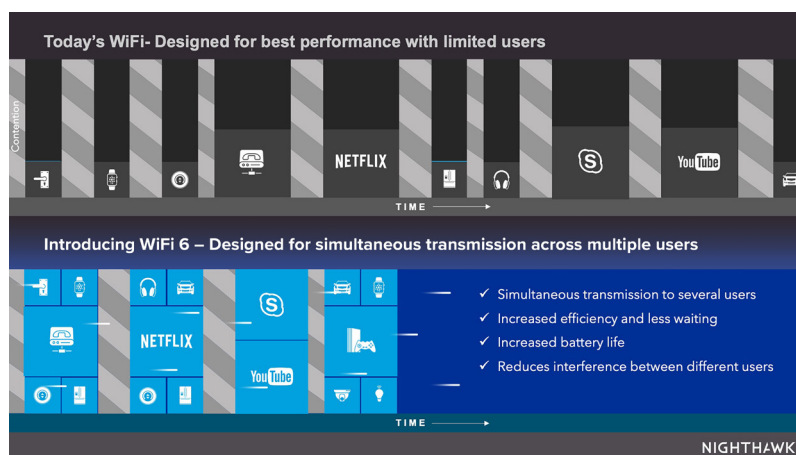 Today's WiFi- Designed for best performance with limited users
Contention
NETFLIX
S
YouTube
TIME
Introducing WiFi 6 – Designed for simultaneous transmission across multiple users
NETFLIX
S
YouTube
✓ Simultaneous transmission to several users
✓ Increased efficiency and less waiting
✓ Increased battery life
✓ Reduces interference between different users
TIME
NIGHTHAWK